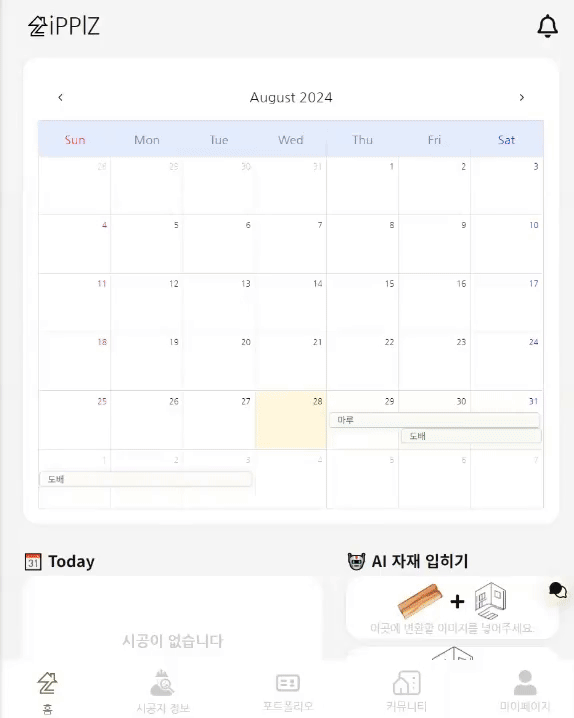 iPPlZ
August 2024
Sun Mon Tue Wed Thu Fri Sat
28 29 30 31 1 2 3
4 5 6 7 8 9 10
11 12 13 14 15 16 17
18 19 20 21 22 23 24
25 26 27 28 29 30 31
마루
도배
1 2 3 4 5 6 7
도배
31 Today
AI 자재 입히기
시공이 없습니다
+
이곳에 변환할 이미지를 넣어주세요.
홈 시공자 정보 포트폴리오 커뮤니티 마이페이지